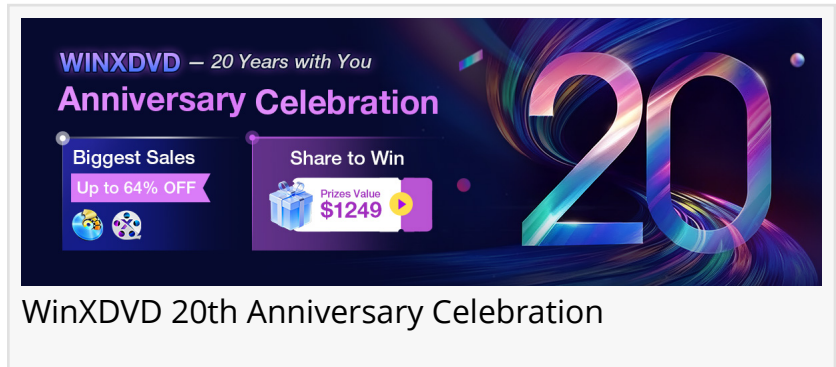 WINXDVD — 20 Years with You
Anniversary Celebration
Biggest Sales
Up to 64% OFF
Share to Win
Prizes Value
$1249
20
WinXDVD 20th Anniversary Celebration